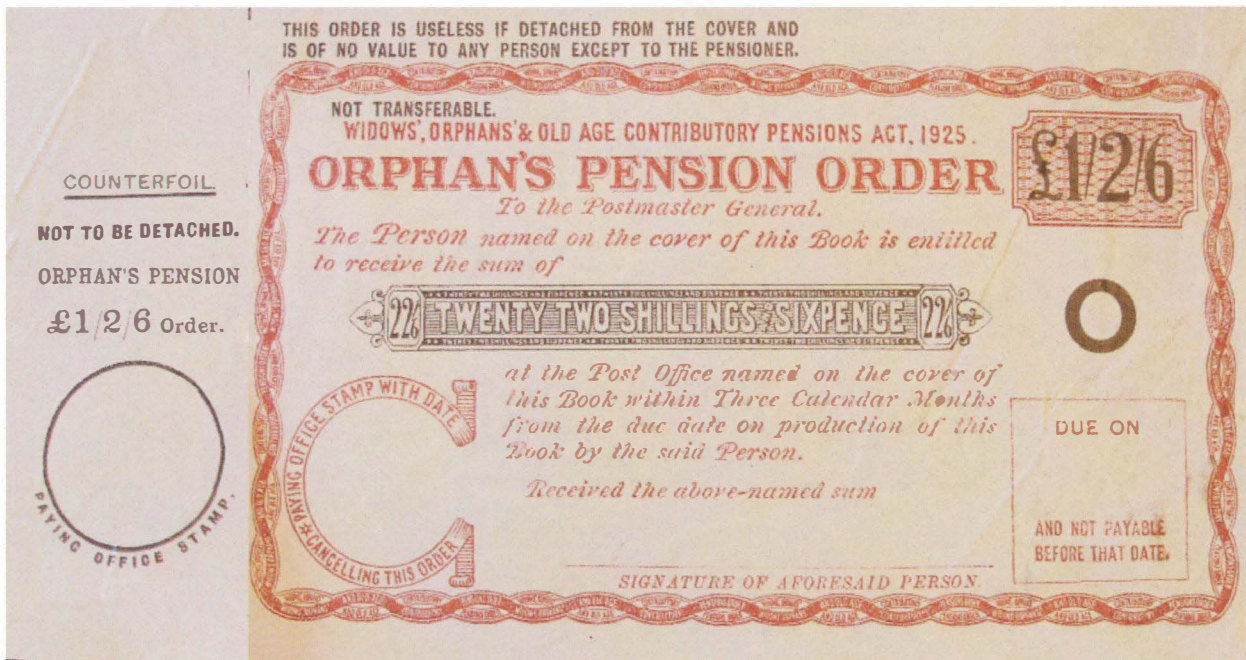 THIS ORDER IS USELESS IF DETACHED FROM THE COVER AND
IS OF NO VALUE TO ANY PERSON EXCEPT TO THE PENSIONER.
NOT TRANSFERABLE.
WIDOWS', ORPHANS' & OLD AGE CONTRIBUTORY PENSIONS ACT, 1925.
ORPHAN'S PENSION ORDER
£1/2/6
To the Postmaster General.
The Person named on the cover of this Book is entitled
to receive the sum of
22/6 TWENTY TWO SHILLINGS & SIXPENCE 22/6
O
at the Post Office named on the cover of
this Book within Three Calendar Months
from the due date on production of this
Book by the said Person.
Received the above-named sum
SIGNATURE OF AFORESAID PERSON
PAYING OFFICE STAMP WITH DATE
CANCELLING THIS ORDER
DUE ON
AND NOT PAYABLE
BEFORE THAT DATE.
COUNTERFOIL.
NOT TO BE DETACHED.
ORPHAN'S PENSION
£1/2/6 Order.
PAYING OFFICE STAMP.